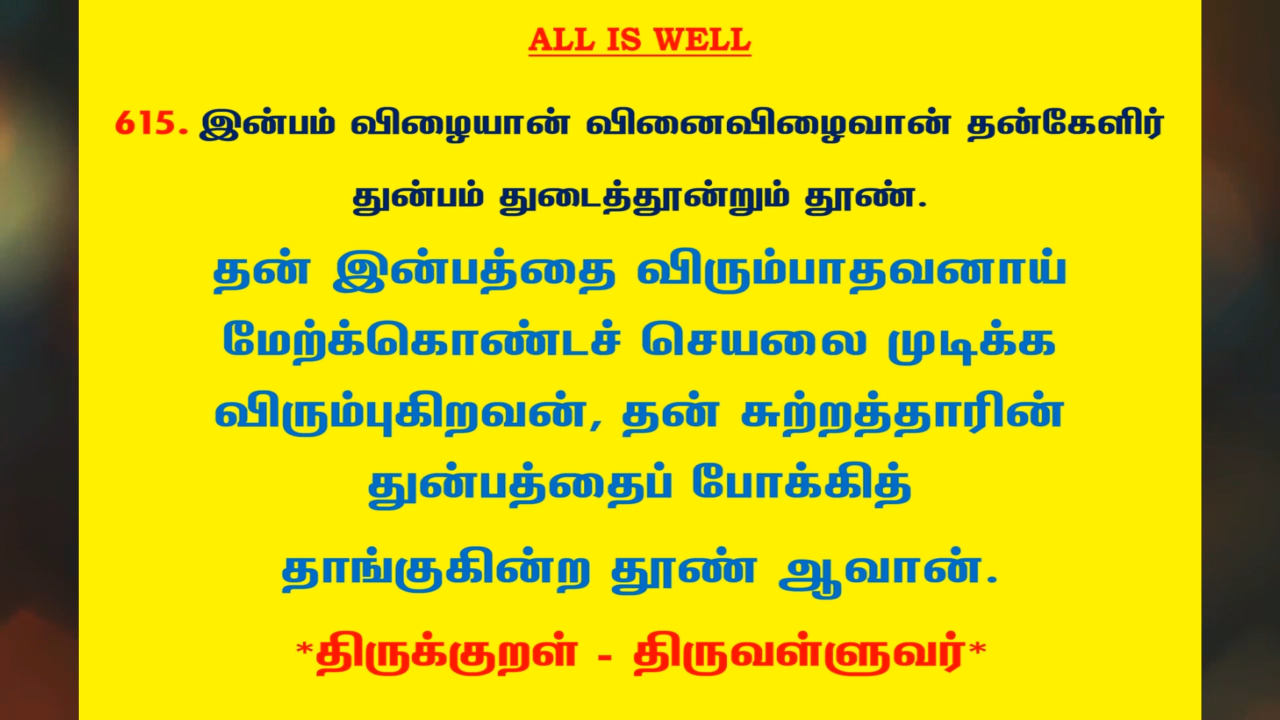 ALL IS WELL
615. இன்பம் விழையான் வினைவிழைவான் தன்கேளிர்
துன்பம் துடைத்தூன்றும் தூண்.
தன் இன்பத்தை விரும்பாதவனாய்
மேற்க்கொண்டச் செயலை முடிக்க
விரும்புகிறவன், தன் சுற்றத்தாரின்
துன்பத்தைப் போக்கித்
தாங்குகின்ற தூண் ஆவான்.
*திருக்குறள் - திருவள்ளுவர்*